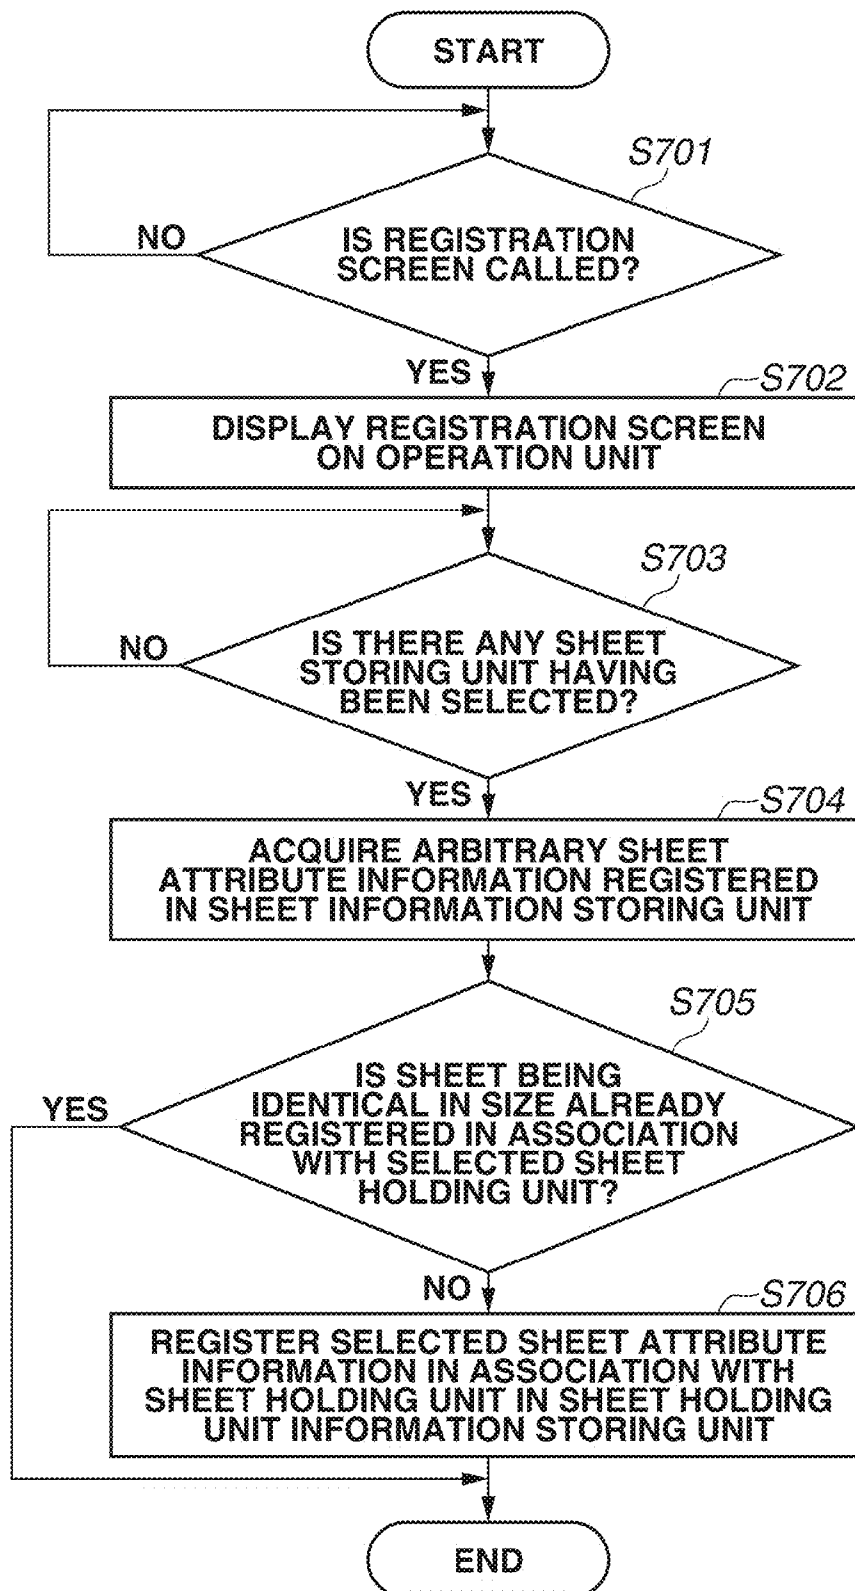 START
S701
IS REGISTRATION
SCREEN CALLED?
NO
YES
S702
DISPLAY REGISTRATION SCREEN
ON OPERATION UNIT
S703
IS THERE ANY SHEET
STORING UNIT HAVING
BEEN SELECTED?
NO
YES
S704
ACQUIRE ARBITRARY SHEET
ATTRIBUTE INFORMATION REGISTERED
IN SHEET INFORMATION STORING UNIT
S705
IS SHEET BEING
IDENTICAL IN SIZE ALREADY
REGISTERED IN ASSOCIATION
WITH SELECTED SHEET
HOLDING UNIT?
YES
NO
S706
REGISTER SELECTED SHEET ATTRIBUTE
INFORMATION IN ASSOCIATION WITH
SHEET HOLDING UNIT IN SHEET HOLDING
UNIT INFORMATION STORING UNIT
END